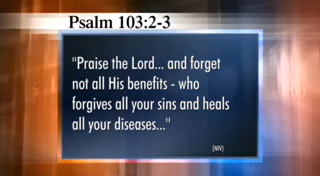 Psalm 103:2-3
"Praise the Lord... and forget
not all His benefits - who
forgives all your sins and heals
all your diseases..."
(NIV)